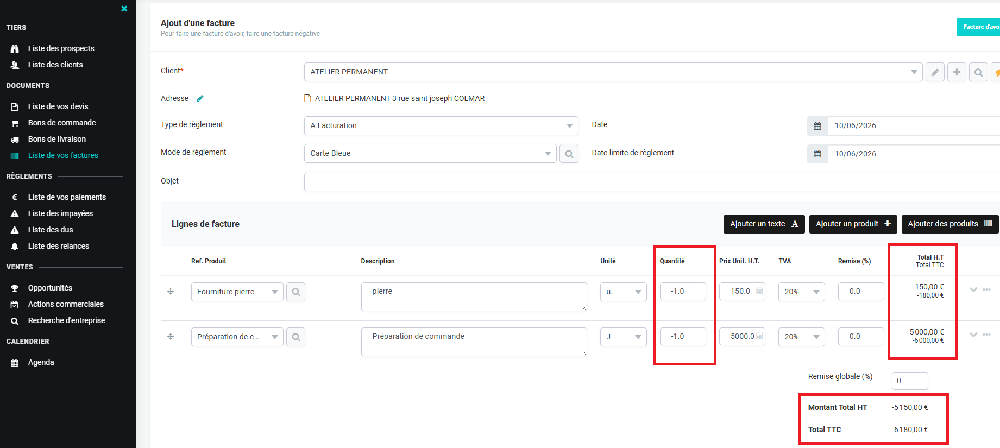 TIERS
Liste des prospects
Liste des clients
DOCUMENTS
Liste de vos devis
Bons de commande
Bons de livraison
Liste de vos factures
RÈGLEMENTS
Liste de vos paiements
Liste des impayées
Liste des dus
Liste des relances
VENTES
Opportunités
Actions commerciales
Recherche d'entreprise
CALENDRIER
Agenda
Ajout d'une facture
Pour faire une facture d'avoir, faire une facture négative
Facture d'avo
Client*
ATELIER PERMANENT
Adresse
ATELIER PERMANENT 3 rue saint joseph COLMAR
Type de règlement
A Facturation
Date
10/06/2026
Mode de règlement
Carte Bleue
Date limite de règlement
10/06/2026
Objet
Lignes de facture
Ajouter un texte A
Ajouter un produit
Ajouter des produits
Ref. Produit Description Unité Quantité Prix Unit. H.T. TVA Remise (%) Total H.T
Total TTC
Fourniture pierre pierre u. -1.0 150.0 20% 0.0 -150,00 €
-180,00 €
Préparation de c... Préparation de commande J -1.0 5000.0 20% 0.0 -5 000,00 €
-6 000,00 €
Remise globale (%) 0
Montant Total HT -5 150,00 €
Total TTC -6 180,00 €